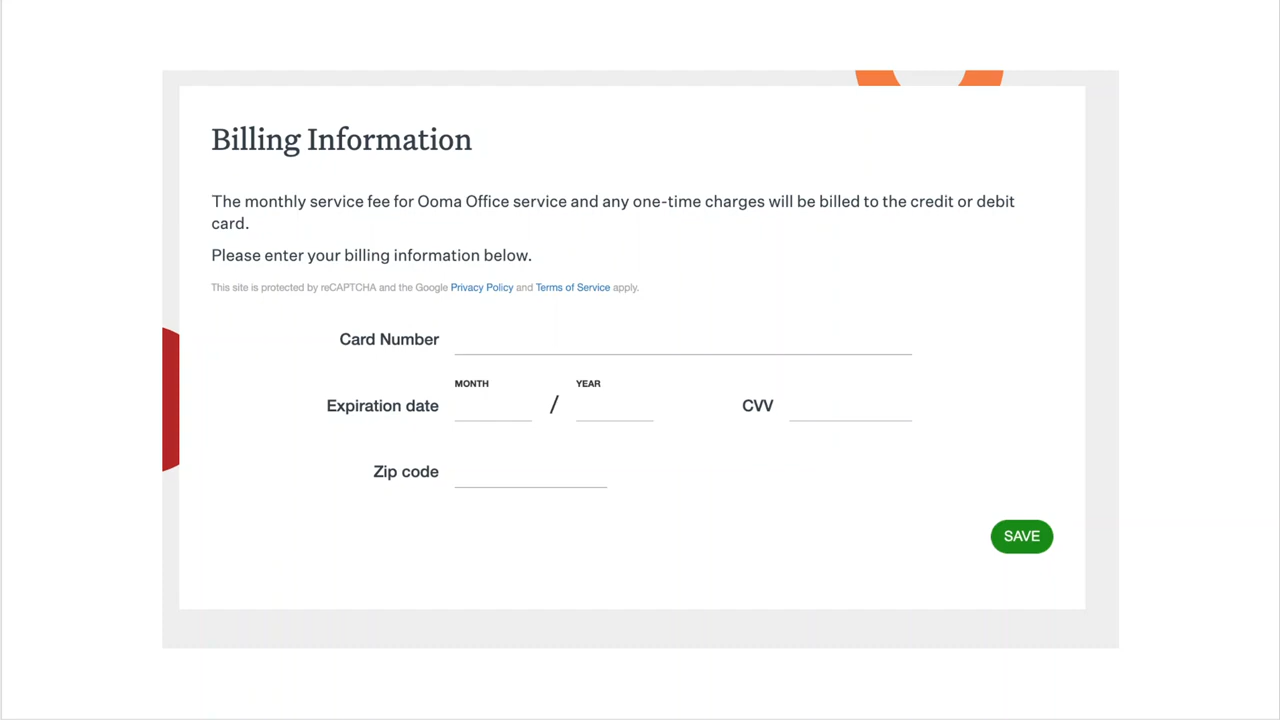 Billing Information
The monthly service fee for Ooma Office service and any one-time charges will be billed to the credit or debit
card.
Please enter your billing information below.
This site is protected by reCAPTCHA and the Google Privacy Policy and Terms of Service apply.
Card Number
MONTH YEAR
Expiration date / CVV
Zip code
SAVE